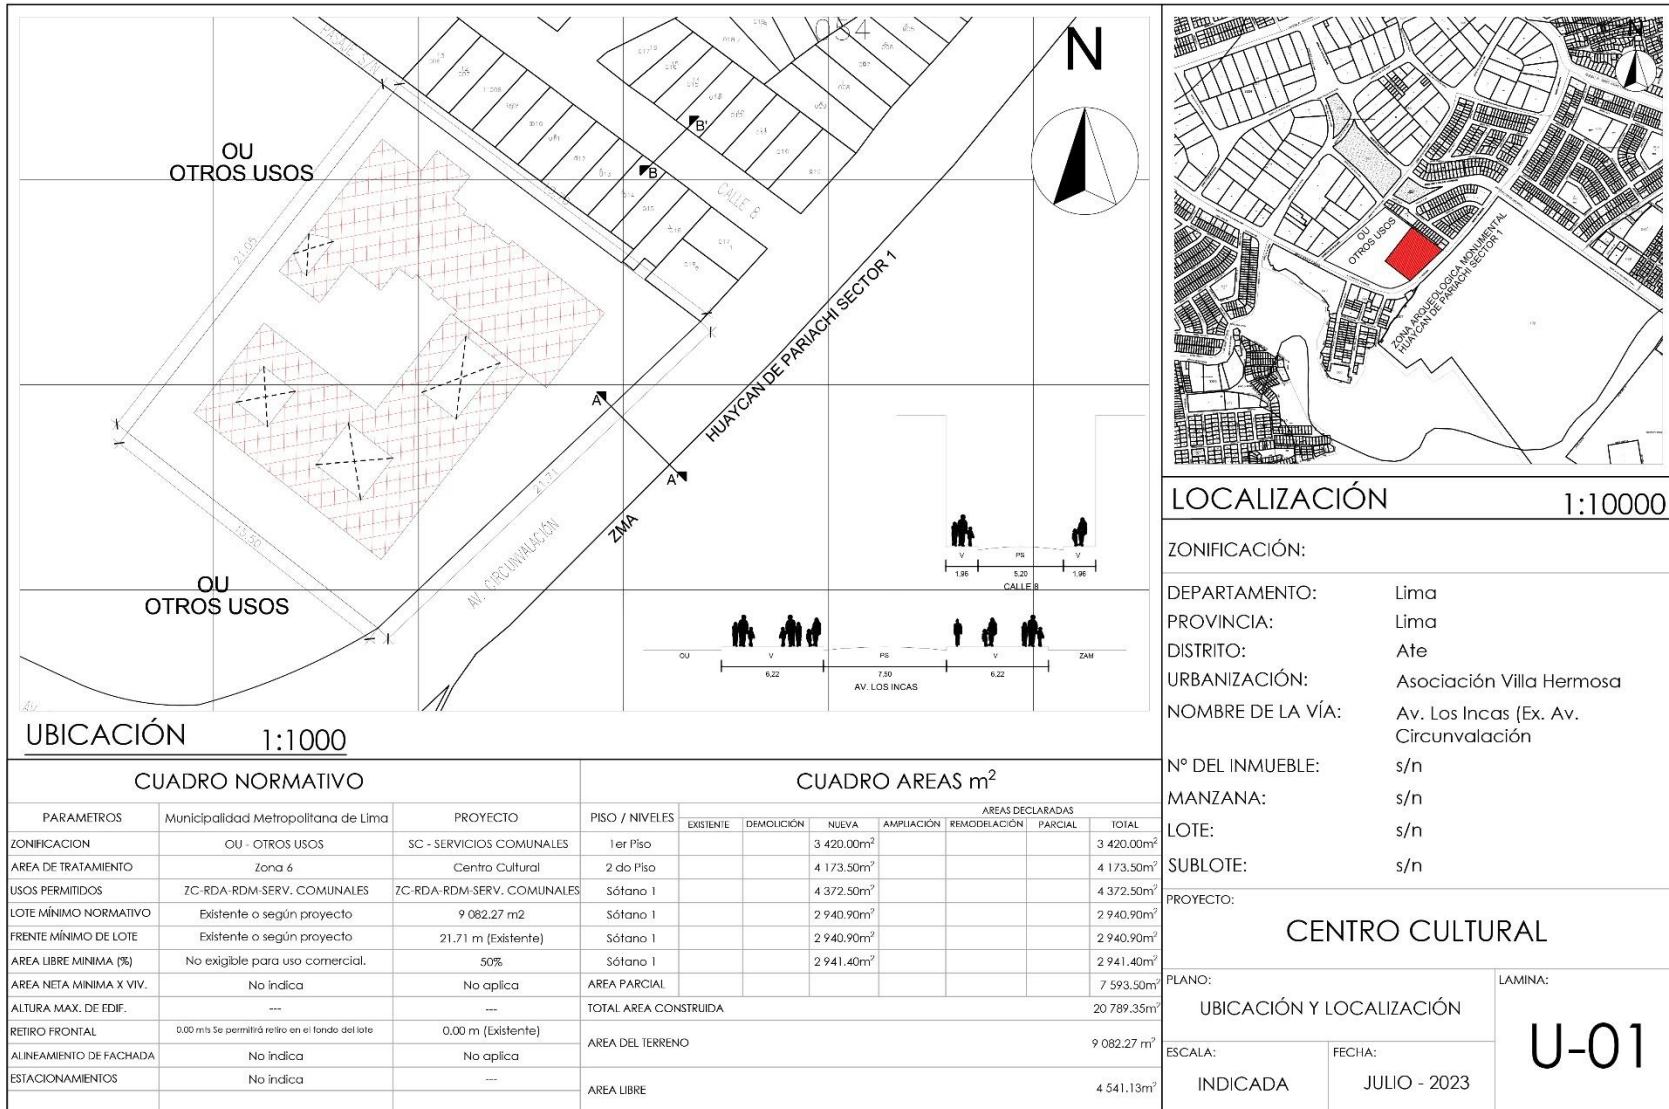 054
N
PASAJE S/N
OU
OTROS USOS
B'
B
CALLE 8
21.05
HUAYCAN DE PARIACHI SECTOR 1
A
A'
21.71
ZMA
15.50
AV. CIRCUNVALACIÓN
OU
OTROS USOS
V PS V
1,96 5,20 1,96
CALLE 8
OU V PS V ZAM
6,22 7,50 6,22
AV. LOS INCAS
AV.
UBICACIÓN 1:1000
N
OU
OTROS USOS
ZONA ARQUEOLOGICA MONUMENTAL
HUAYCAN DE PARIACHI SECTOR 1
LOCALIZACIÓN 1:10000
ZONIFICACIÓN:
DEPARTAMENTO: Lima
PROVINCIA: Lima
DISTRITO: Ate
URBANIZACIÓN: Asociación Villa Hermosa
NOMBRE DE LA VÍA: Av. Los Incas (Ex. Av.
Circunvalación
Nº DEL INMUEBLE: s/n
MANZANA: s/n
LOTE: s/n
SUBLOTE: s/n
PROYECTO:
CENTRO CULTURAL
PLANO:
UBICACIÓN Y LOCALIZACIÓN
LAMINA:
U-01
ESCALA:
INDICADA
FECHA:
JULIO - 2023
CUADRO NORMATIVO
PARAMETROS Municipalidad Metropolitana de Lima PROYECTO
ZONIFICACION OU - OTROS USOS SC - SERVICIOS COMUNALES
AREA DE TRATAMIENTO Zona 6 Centro Cultural
USOS PERMITIDOS ZC-RDA-RDM-SERV. COMUNALES ZC-RDA-RDM-SERV. COMUNALES
LOTE MÍNIMO NORMATIVO Existente o según proyecto 9 082.27 m2
FRENTE MÍNIMO DE LOTE Existente o según proyecto 21.71 m (Existente)
AREA LIBRE MINIMA (%) No exigible para uso comercial. 50%
AREA NETA MINIMA X VIV. No indica No aplica
ALTURA MAX. DE EDIF. --- ---
RETIRO FRONTAL 0.00 mts Se permitirá retiro en el fondo del lote 0.00 m (Existente)
ALINEAMIENTO DE FACHADA No indica No aplica
ESTACIONAMIENTOS No indica ---
CUADRO AREAS m²
PISO / NIVELES AREAS DECLARADAS
EXISTENTE DEMOLICIÓN NUEVA AMPLIACIÓN REMODELACIÓN PARCIAL TOTAL
1er Piso 3 420.00m² 3 420.00m²
2 do Piso 4 173.50m² 4 173.50m²
Sótano 1 4 372.50m² 4 372.50m²
Sótano 1 2 940.90m² 2 940.90m²
Sótano 1 2 940.90m² 2 940.90m²
Sótano 1 2 941.40m² 2 941.40m²
AREA PARCIAL 7 593.50m²
TOTAL AREA CONSTRUIDA 20 789.35m²
AREA DEL TERRENO 9 082.27 m²
AREA LIBRE 4 541.13m²